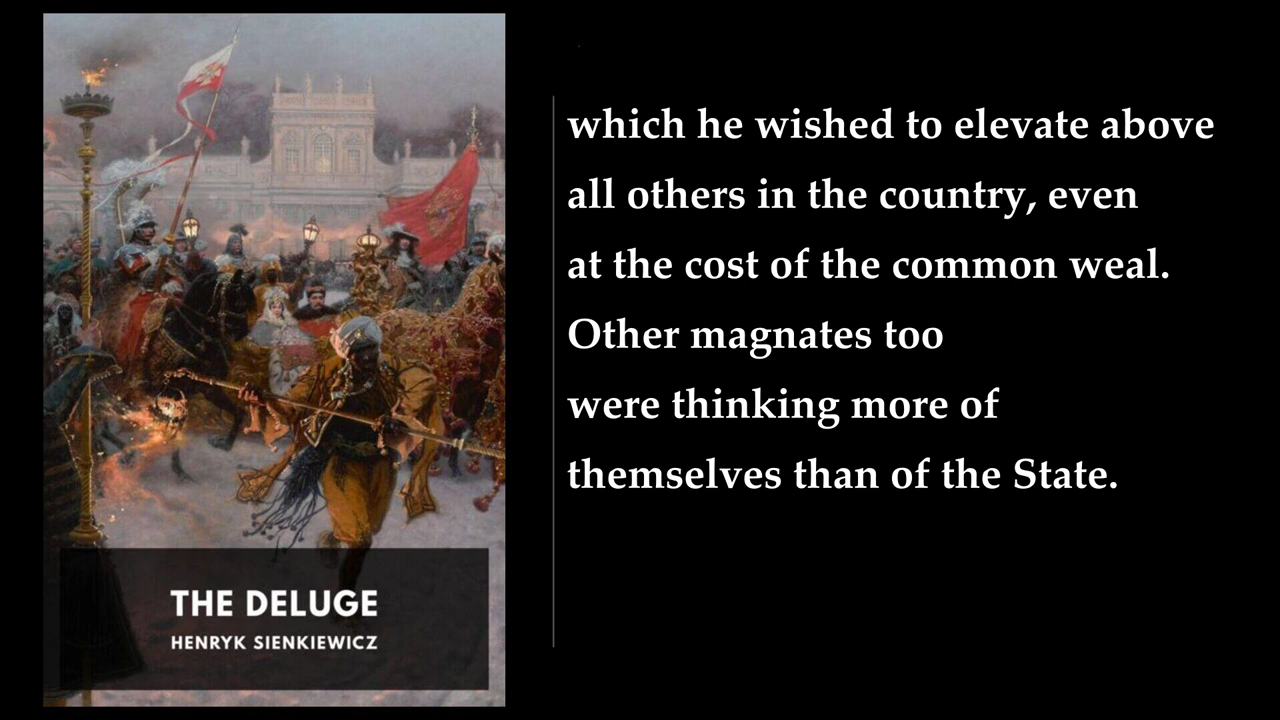 THE DELUGE
HENRYK SIENKIEWICZ
which he wished to elevate above
all others in the country, even
at the cost of the common weal.
Other magnates too
were thinking more of
themselves than of the State.